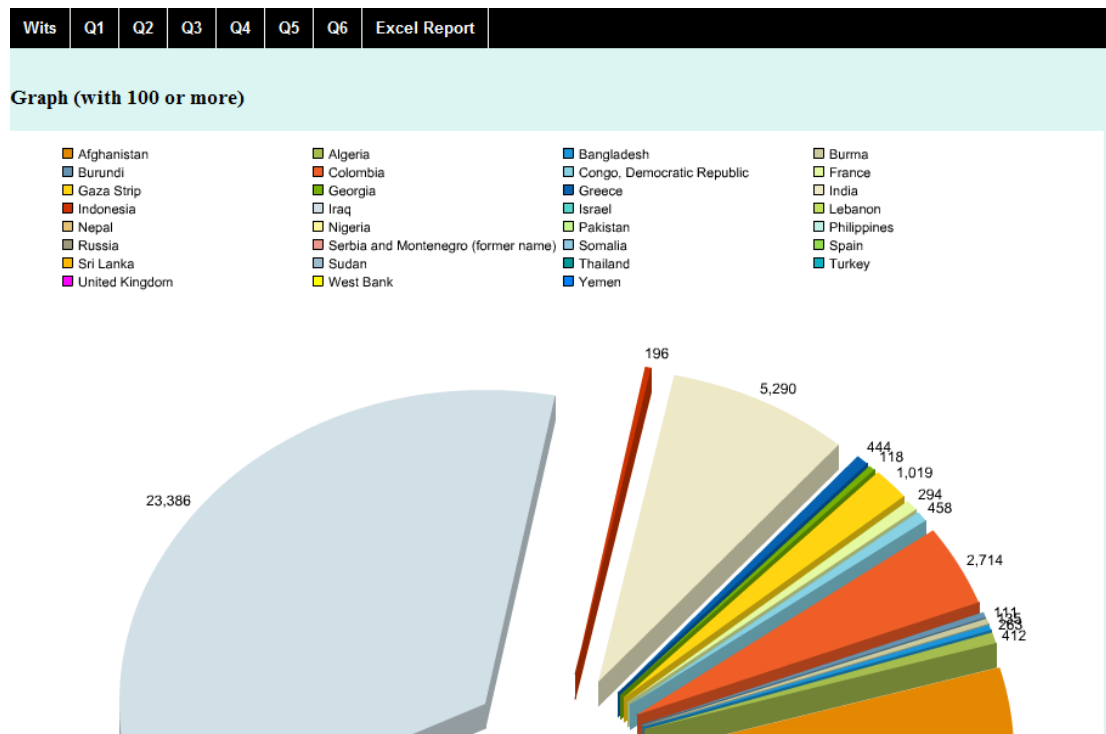 Wits Q1 Q2 Q3 Q4 Q5 Q6 Excel Report
Graph (with 100 or more)
Afghanistan Algeria Bangladesh Burma
Burundi Colombia Congo, Democratic Republic France
Gaza Strip Georgia Greece India
Indonesia Iraq Israel Lebanon
Nepal Nigeria Pakistan Philippines
Russia Serbia and Montenegro (former name) Somalia Spain
Sri Lanka Sudan Thailand Turkey
United Kingdom West Bank Yemen
196
5,290
444
118
1,019
23,386
294
458
2,714
111
412